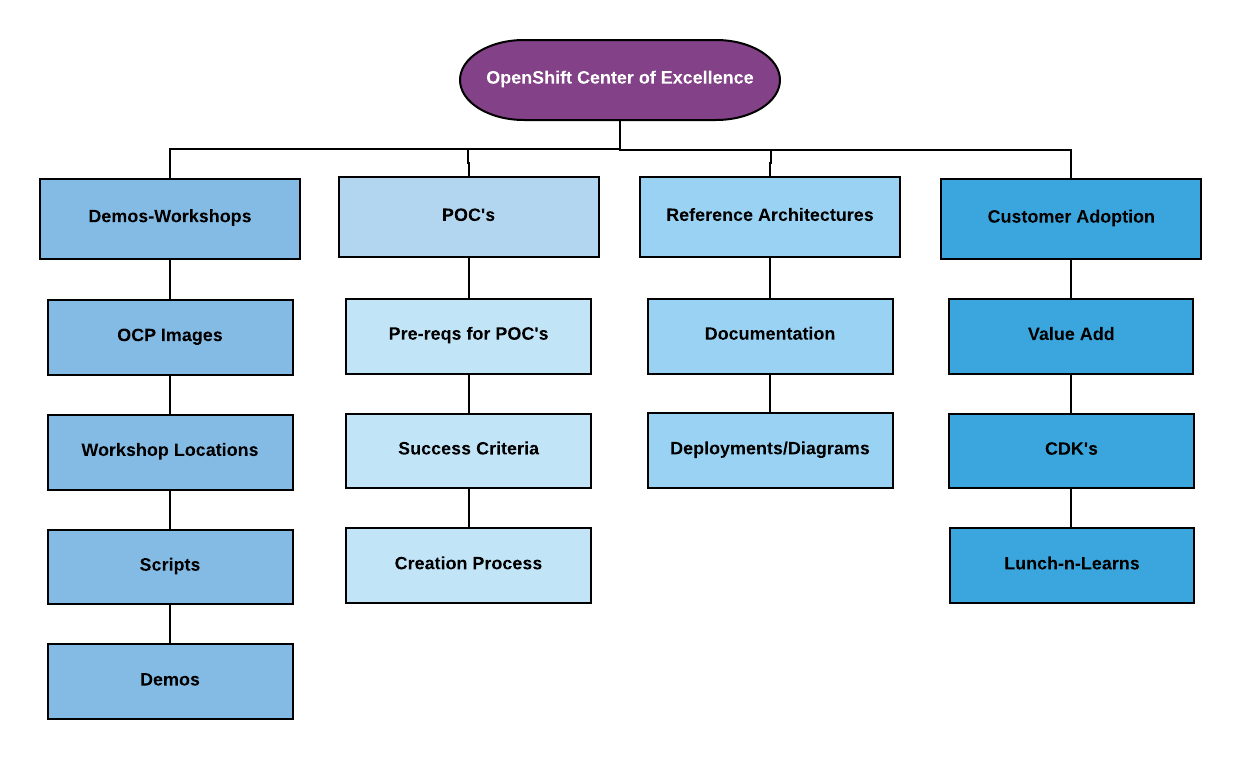 OpenShift Center of Excellence
Demos-Workshops
POC's
Reference Architectures
Customer Adoption
OCP Images
Pre-reqs for POC's
Documentation
Value Add
Workshop Locations
Success Criteria
Deployments/Diagrams
CDK's
Scripts
Creation Process
Lunch-n-Learns
Demos